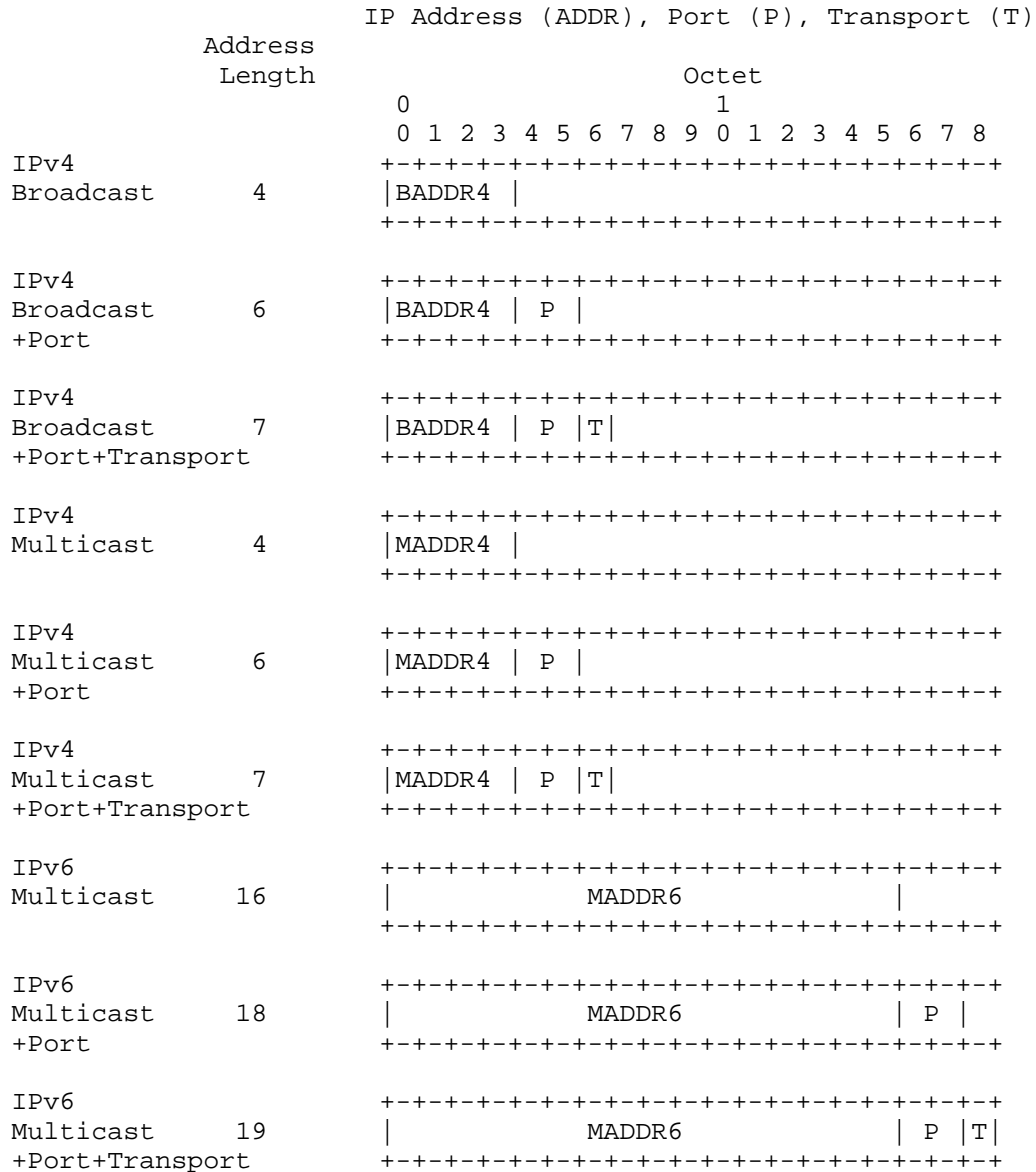 IP Address (ADDR), Port (P), Transport (T)
Address
Length Octet
0 1
0 1 2 3 4 5 6 7 8 9 0 1 2 3 4 5 6 7 8
IPv4 +-+-+-+-+-+-+-+-+-+-+-+-+-+-+-+-+-+-+-+
Broadcast 4 |BADDR4 |
+-+-+-+-+-+-+-+-+-+-+-+-+-+-+-+-+-+-+-+
IPv4 +-+-+-+-+-+-+-+-+-+-+-+-+-+-+-+-+-+-+-+
Broadcast 6 |BADDR4 | P |
+Port +-+-+-+-+-+-+-+-+-+-+-+-+-+-+-+-+-+-+-+
IPv4 +-+-+-+-+-+-+-+-+-+-+-+-+-+-+-+-+-+-+-+
Broadcast 7 |BADDR4 | P |T|
+Port+Transport +-+-+-+-+-+-+-+-+-+-+-+-+-+-+-+-+-+-+-+
IPv4 +-+-+-+-+-+-+-+-+-+-+-+-+-+-+-+-+-+-+-+
Multicast 4 |MADDR4 |
+-+-+-+-+-+-+-+-+-+-+-+-+-+-+-+-+-+-+-+
IPv4 +-+-+-+-+-+-+-+-+-+-+-+-+-+-+-+-+-+-+-+
Multicast 6 |MADDR4 | P |
+Port +-+-+-+-+-+-+-+-+-+-+-+-+-+-+-+-+-+-+-+
IPv4 +-+-+-+-+-+-+-+-+-+-+-+-+-+-+-+-+-+-+-+
Multicast 7 |MADDR4 | P |T|
+Port+Transport +-+-+-+-+-+-+-+-+-+-+-+-+-+-+-+-+-+-+-+
IPv6 +-+-+-+-+-+-+-+-+-+-+-+-+-+-+-+-+-+-+-+
Multicast 16 | MADDR6 |
+-+-+-+-+-+-+-+-+-+-+-+-+-+-+-+-+-+-+-+
IPv6 +-+-+-+-+-+-+-+-+-+-+-+-+-+-+-+-+-+-+-+
Multicast 18 | MADDR6 | P |
+Port +-+-+-+-+-+-+-+-+-+-+-+-+-+-+-+-+-+-+-+
IPv6 +-+-+-+-+-+-+-+-+-+-+-+-+-+-+-+-+-+-+-+
Multicast 19 | MADDR6 | P |T|
+Port+Transport +-+-+-+-+-+-+-+-+-+-+-+-+-+-+-+-+-+-+-+